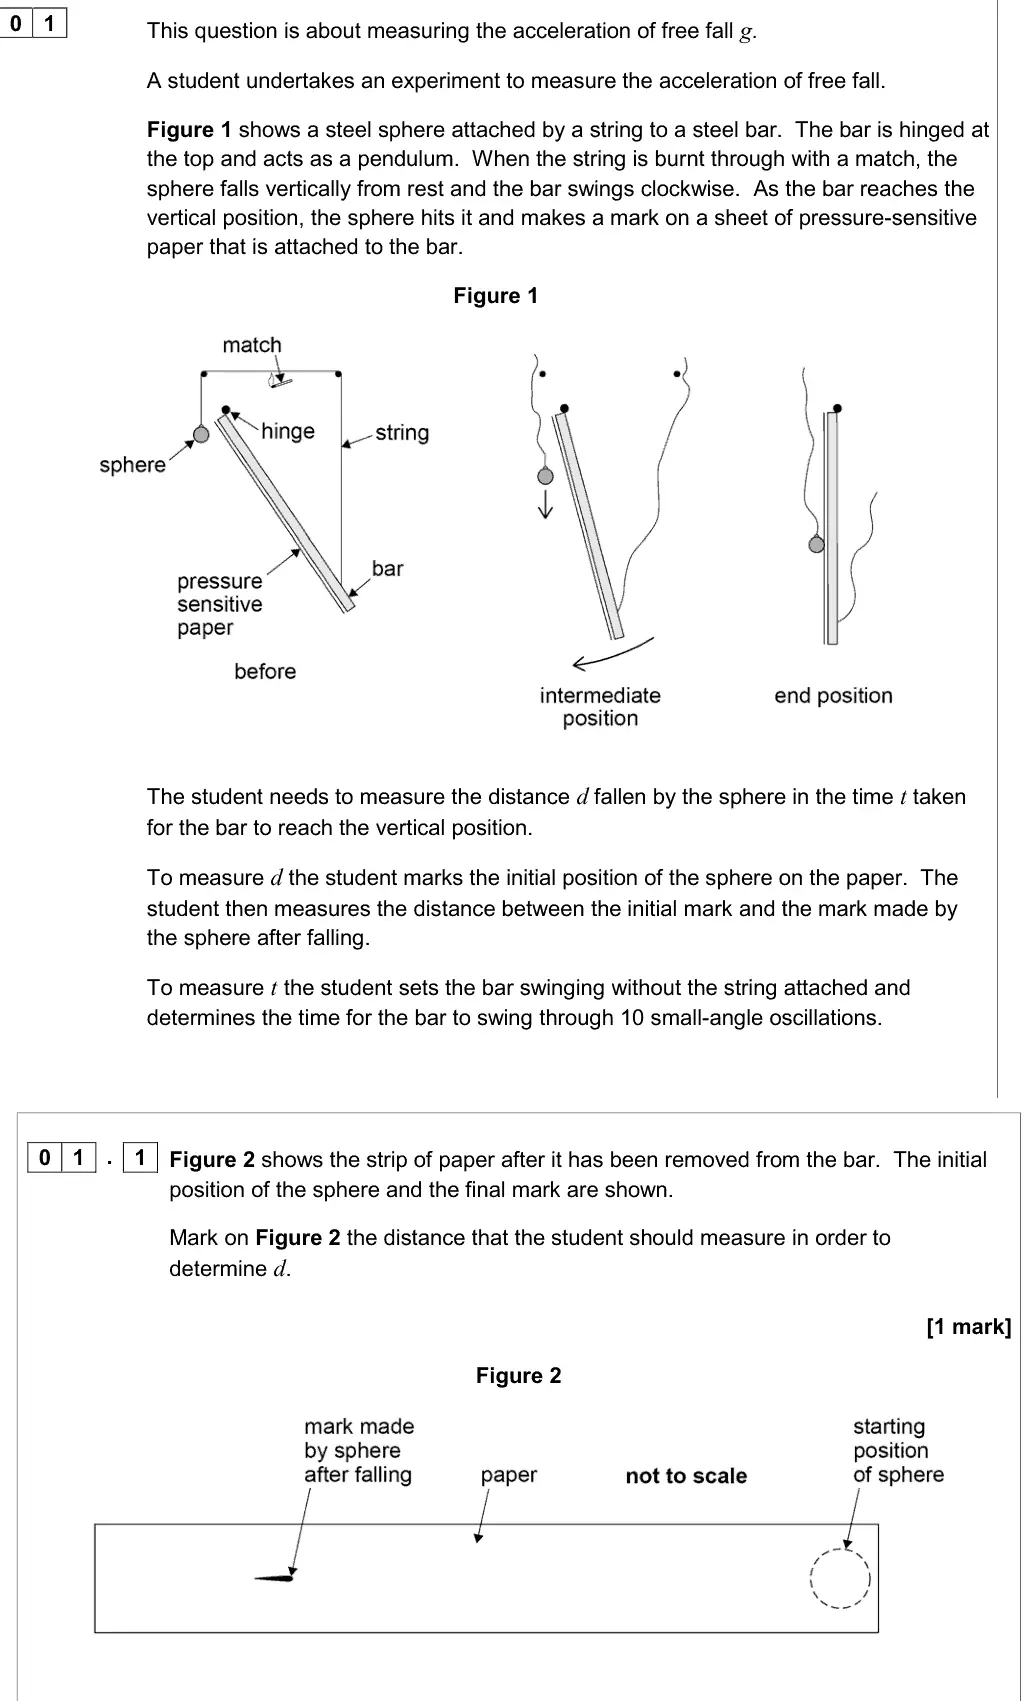 0 1
This question is about measuring the acceleration of free fall g.
A student undertakes an experiment to measure the acceleration of free fall.
Figure 1 shows a steel sphere attached by a string to a steel bar. The bar is hinged at
the top and acts as a pendulum. When the string is burnt through with a match, the
sphere falls vertically from rest and the bar swings clockwise. As the bar reaches the
vertical position, the sphere hits it and makes a mark on a sheet of pressure-sensitive
paper that is attached to the bar.
Figure 1
match
hinge
string
sphere
bar
pressure
sensitive
paper
before
intermediate
position
end position
The student needs to measure the distance d fallen by the sphere in the time t taken
for the bar to reach the vertical position.
To measure d the student marks the initial position of the sphere on the paper. The
student then measures the distance between the initial mark and the mark made by
the sphere after falling.
To measure t the student sets the bar swinging without the string attached and
determines the time for the bar to swing through 10 small-angle oscillations.
0 1 . 1
Figure 2 shows the strip of paper after it has been removed from the bar. The initial
position of the sphere and the final mark are shown.
Mark on Figure 2 the distance that the student should measure in order to
determine d.
[1 mark]
Figure 2
mark made
by sphere
after falling
paper
not to scale
starting
position
of sphere